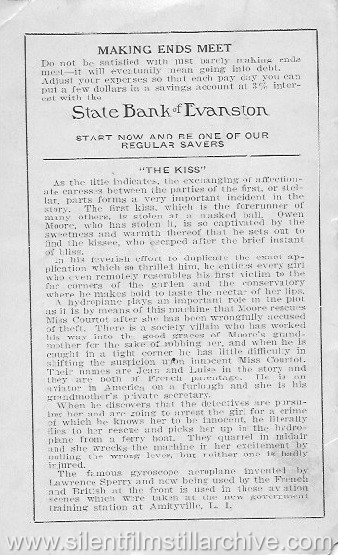 MAKING ENDS MEET
Do not be satisfied with just barely making ends
meet—it will eventually mean going into debt.
Adjust your expenses so that each pay day you can
put a few dollars in a savings account at 3% inter-
est with the
State Bank of Evanston
START NOW AND BE ONE OF OUR
REGULAR SAVERS
"THE KISS"
As the title indicates, the exchanging of affection-
ate caresses between the parties of the first, or stel-
lar, parts forms a very important incident in the
story. The first kiss, which is the forerunner of
many others, is stolen at a masked ball. Owen
Moore, who has stolen it, is so captivated by the
sweetness and warmth thereof that he sets out to
find the kissee, who escaped after the brief instant
of bliss.
In his feverish effort to duplicate the exact ap-
plication which so thrilled him, he entices every girl
who even remotely resembles his first victim to the
far corners of the garden and the conservatory
where he makes bold to taste the nectar of her lips.
A hydroplane plays an important role in the plot
as it is by means of this machine that Moore rescues
Miss Courtot after she has been wrongfully accused
of theft. There is a society villain who has worked
his way into the good graces of Moore's grand-
mother for the sake of robbing her, and when he is
caught in a tight corner he has little difficulty in
shifting the suspicion upon innocent Miss Courtot.
Their names are Jean and Luise in the story and
they are both of French parentage. He is an
aviator in America on a furlough and she is his
grandmother's private secretary.
When he discovers that the detectives are pursu-
ing her and are going to arrest the girl for a crime
of which he knows her to be innocent, he literally
flies to her rescue and picks her up in the hydro-
plane from a ferry boat. They quarrel in midair
and she wrecks the machine in her excitement by
pulling the wrong lever, but neither one is badly
injured.
The famous gyroscope aeroplane invented by
Lawrence Sperry and now being used by the French
and British at the front is used in these aviation
scenes which were taken at the new government
training station at Amityville, L. I.
www.silentfilmstillarchive.com